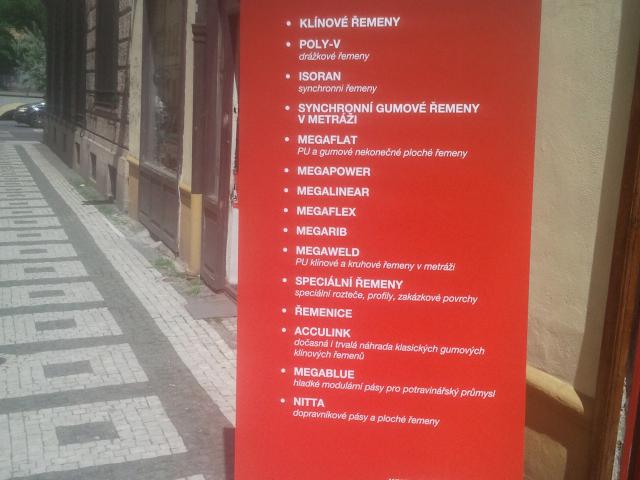 • KLÍNOVÉ ŘEMENY
• POLY-V
drážkové řemeny
• ISORAN
synchronní řemeny
• SYNCHRONNÍ GUMOVÉ ŘEMENY
V METRÁŽI
• MEGAFLAT
PU a gumové nekonečné ploché řemeny
• MEGAPOWER
• MEGALINEAR
• MEGAFLEX
• MEGARIB
• MEGAWELD
PU klínové a kruhové řemeny v metráži
• SPECIÁLNÍ ŘEMENY
speciální rozteče, profily, zakázkové povrchy
• ŘEMENICE
• ACCULINK
dočasná i trvalá náhrada klasických gumových
klínových řemenů
• MEGABLUE
hladké modulární pásy pro potravinářský průmysl
• NITTA
dopravníkové pásy a ploché řemeny